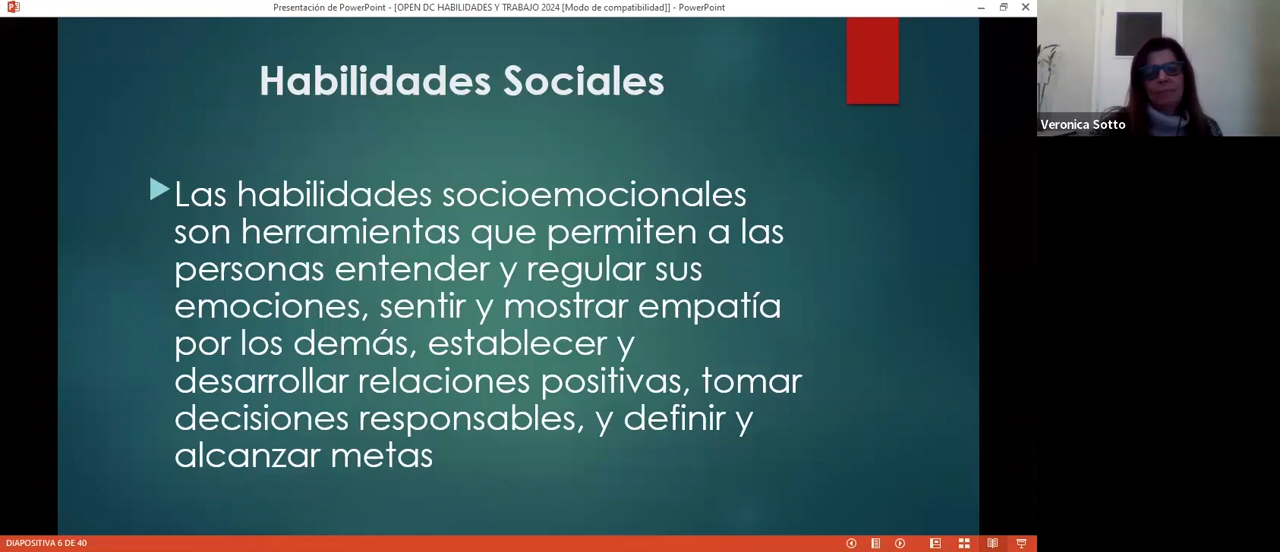 Presentación de PowerPoint - [OPEN DC HABILIDADES Y TRABAJO 2024 [Modo de compatibilidad]] - PowerPoint
Habilidades Sociales
Las habilidades socioemocionales
son herramientas que permiten a las
personas entender y regular sus
emociones, sentir y mostrar empatía
por los demás, establecer y
desarrollar relaciones positivas, tomar
decisiones responsables, y definir y
alcanzar metas
Veronica Sotto
DIAPOSITIVA 6 DE 40